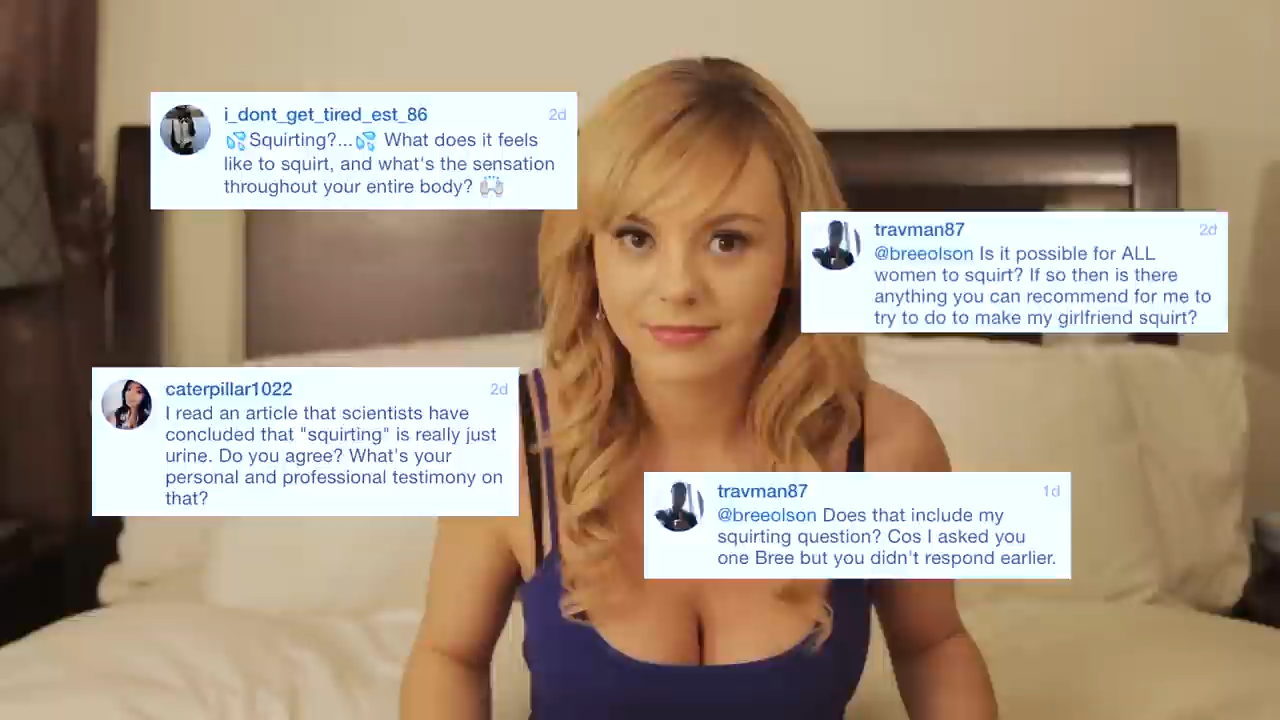 i_dont_get_tired_est_86 2d
💦Squirting?...💦 What does it feels
like to squirt, and what's the sensation
throughout your entire body? 🙌🏻
travman87 2d
@breeolson Is it possible for ALL
women to squirt? If so then is there
anything you can recommend for me to
try to do to make my girlfriend squirt?
caterpillar1022 2d
I read an article that scientists have
concluded that "squirting" is really just
urine. Do you agree? What's your
personal and professional testimony on
that?
travman87 1d
@breeolson Does that include my
squirting question? Cos I asked you
one Bree but you didn't respond earlier.